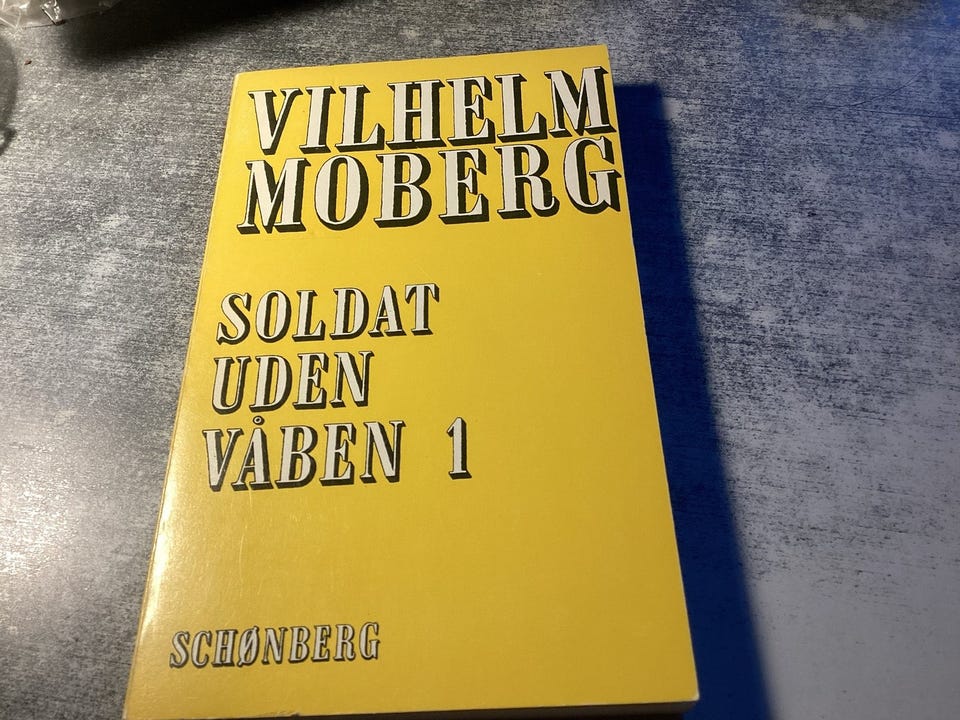 VILHELM
MOBERG
SOLDAT
UDEN
VÅBEN 1
SCHØNBERG